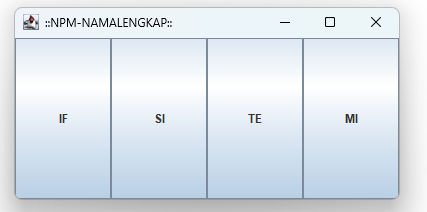 ::NPM-NAMALENGKAP::
IF SI TE MI